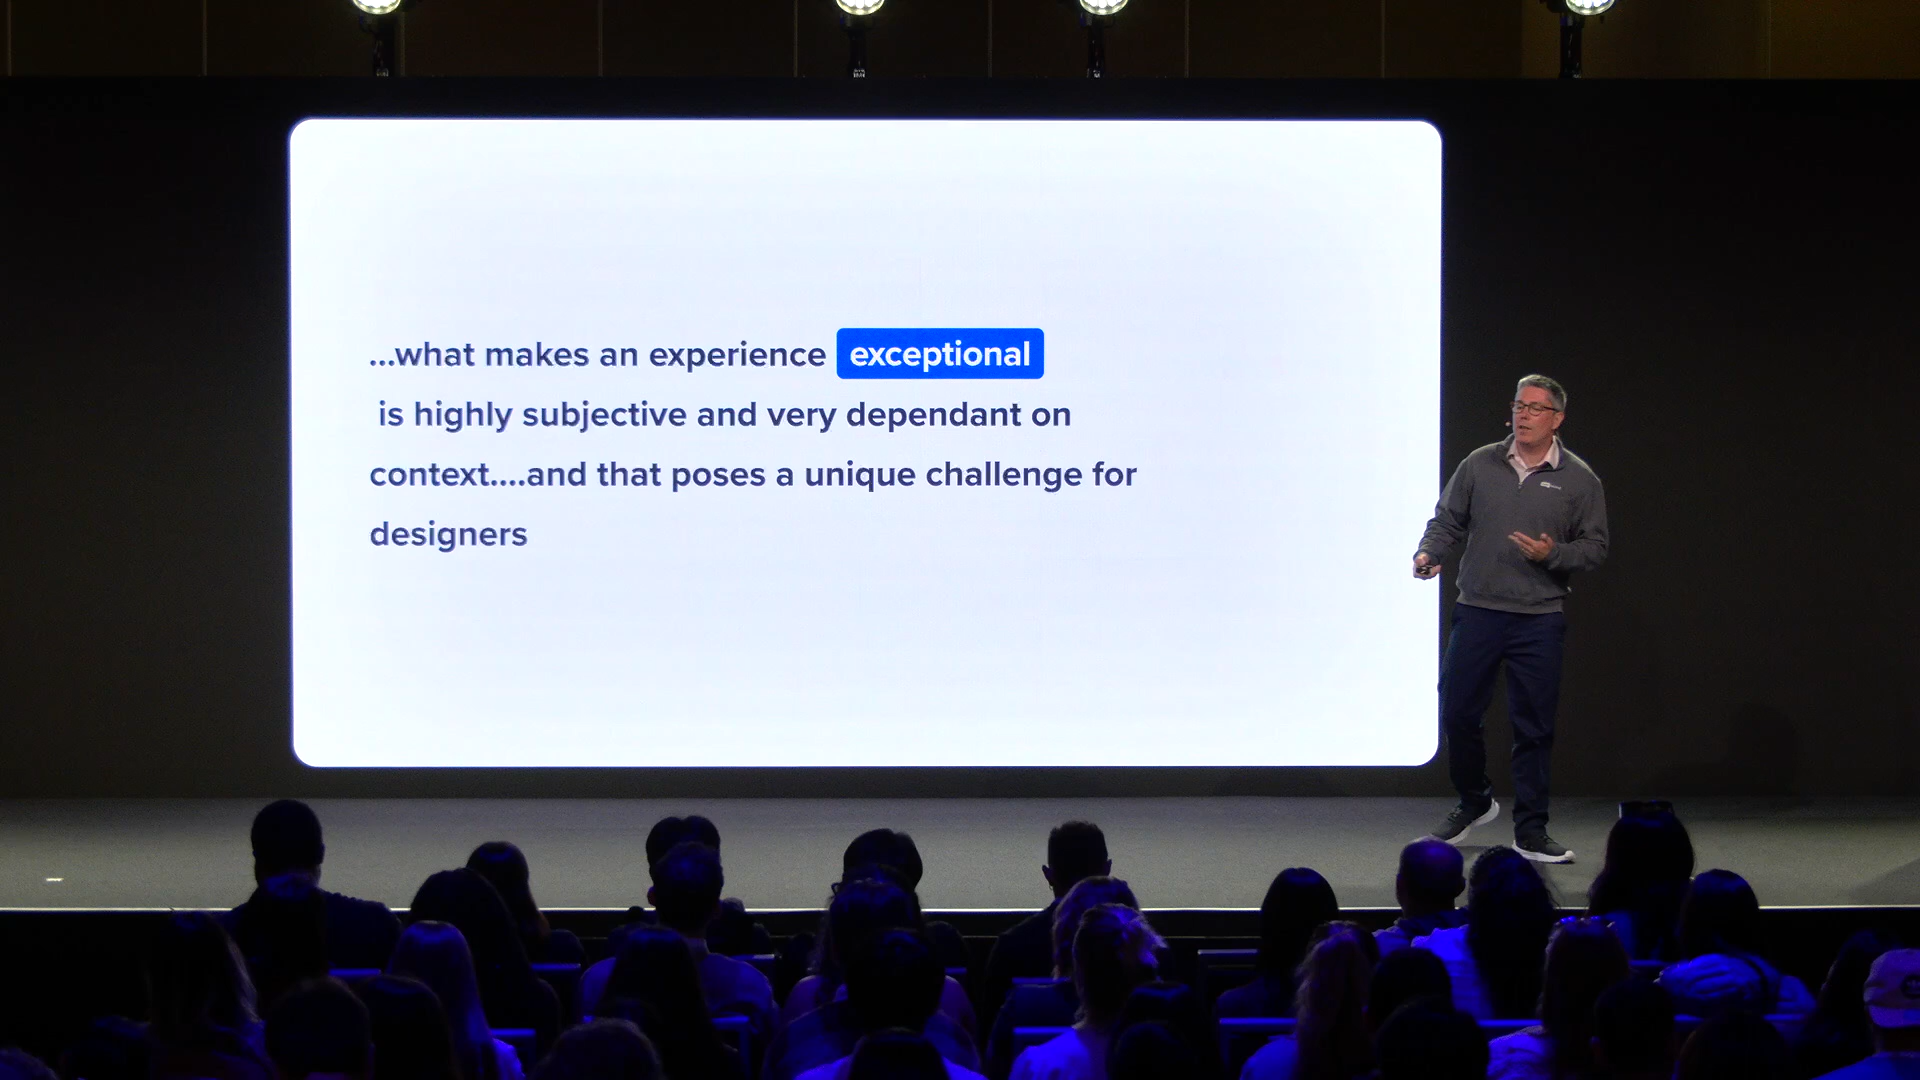 ...what makes an experience exceptional
is highly subjective and very dependant on
context....and that poses a unique challenge for
designers